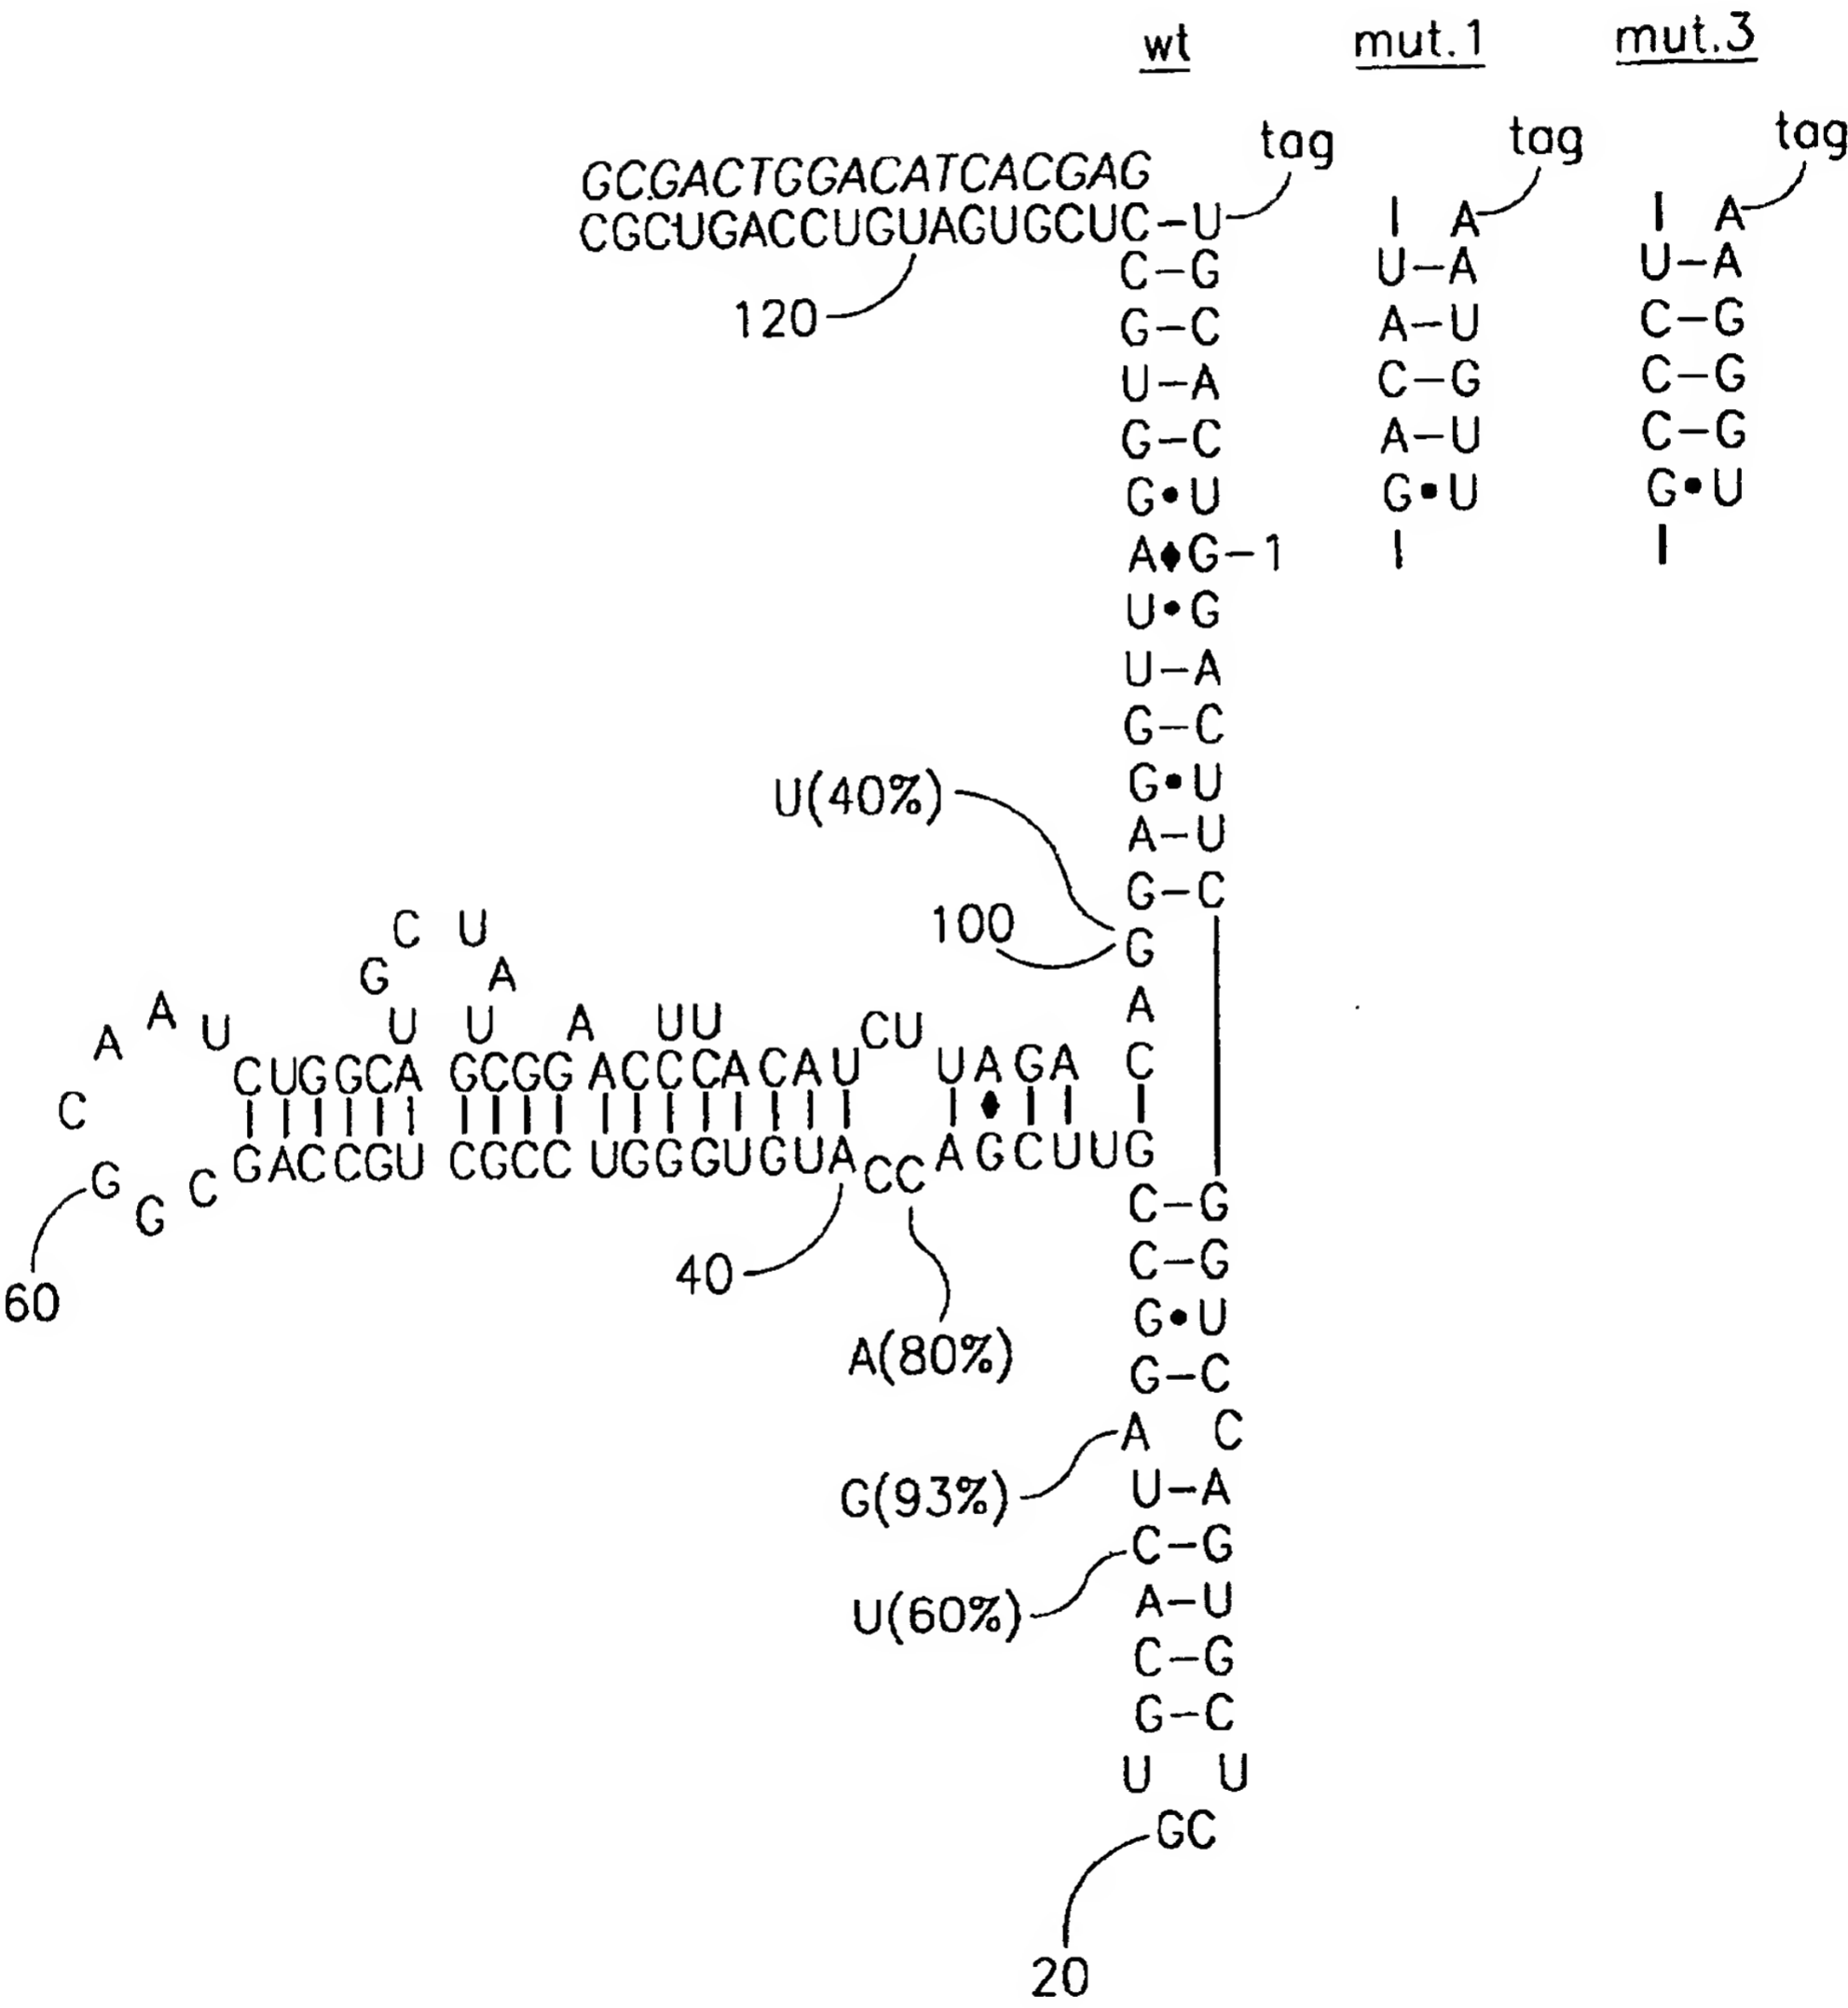 wt mut.1 mut.3
tag tag tag
GCGACTGGACATCACGAG
CGCUGACCUGUAGUGCUC–U I A I A
C–G U–A U–A
120
G–C A–U C–G
U–A C–G C–G
G–C A–U C–G
G•U G•U G•U
A♦G–1 I I
U•G
U–A
G–C
U(40%) G•U
A–U
G–C
100 G
C U
G A A
A A U U U A UU CU
CUGGCA GCGG ACCCACAU UAGA C
C
GACCGU CGCC UGGGUGUA CC AGCUUG
G G C
C–G
60 40 C–G
G•U
A(80%) G–C
A C
G(93%) U–A
C–G
U(60%) A–U
C–G
G–C
U U
GC
20